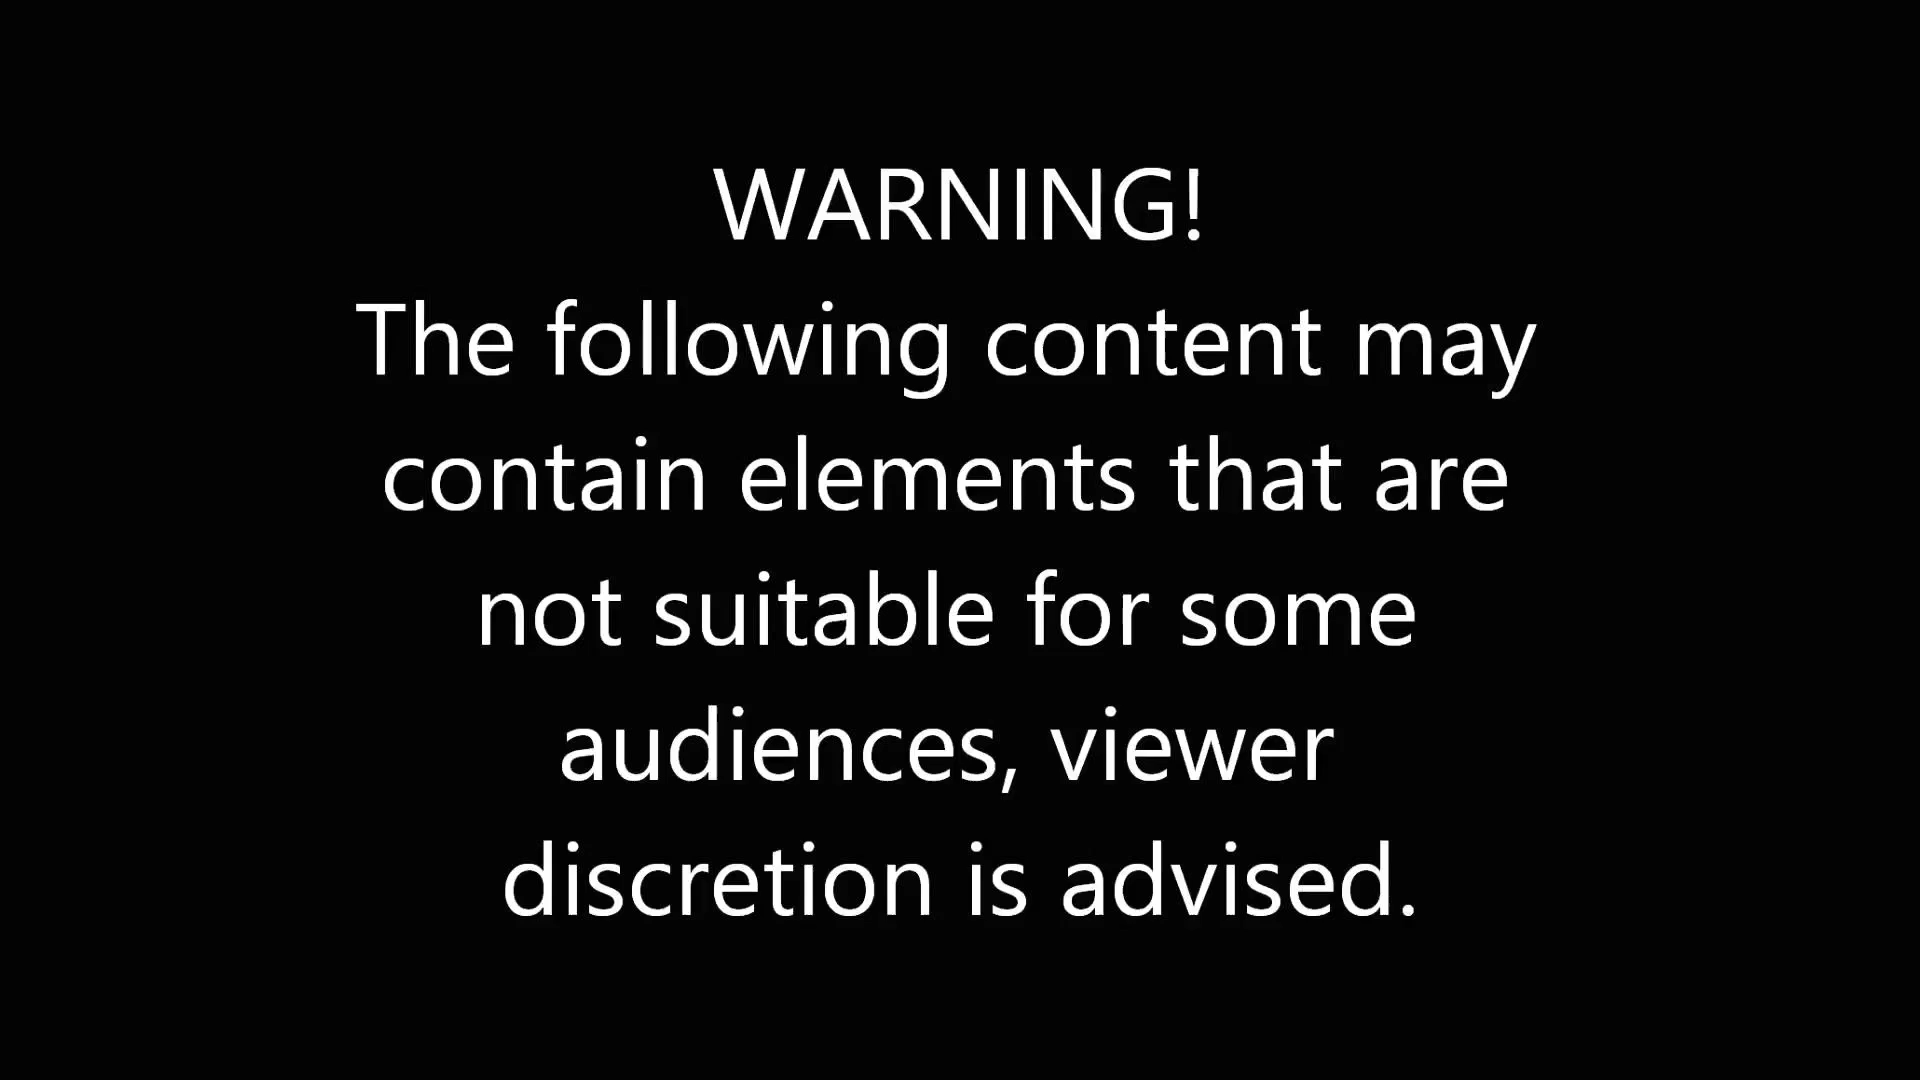 WARNING!
The following content may
contain elements that are
not suitable for some
audiences, viewer
discretion is advised.